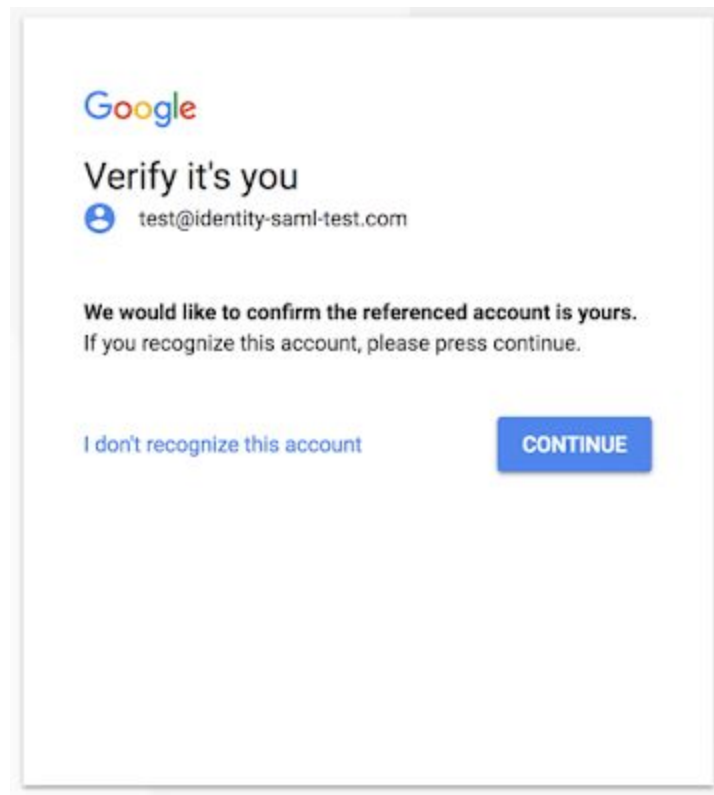 Google
Verify it's you
test@identity-saml-test.com
We would like to confirm the referenced account is yours.
If you recognize this account, please press continue.
I don't recognize this account
CONTINUE